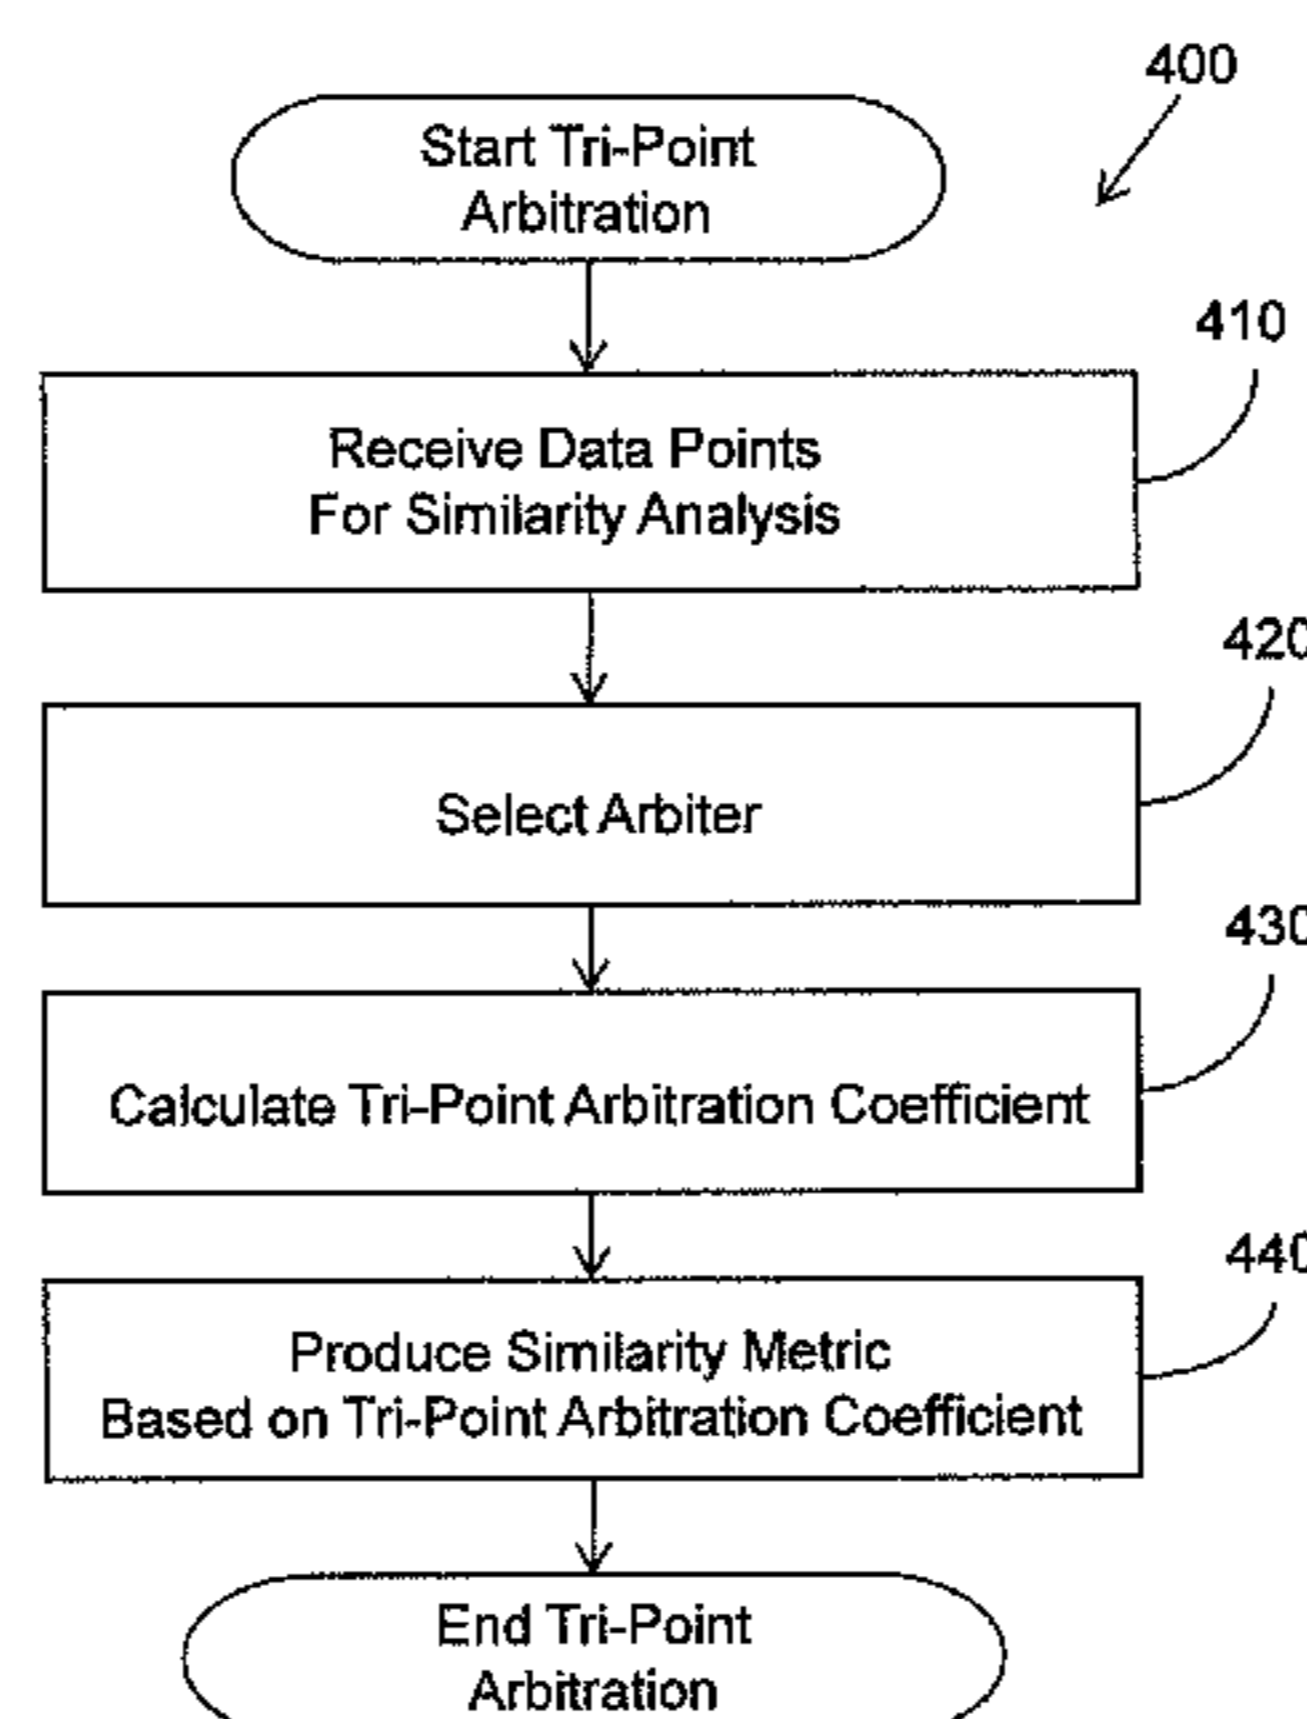 400
Start Tri-Point
Arbitration
410
Receive Data Points
For Similarity Analysis
420
Select Arbiter
430
Calculate Tri-Point Arbitration Coefficient
440
Produce Similarity Metric
Based on Tri-Point Arbitration Coefficient
End Tri-Point
Arbitration